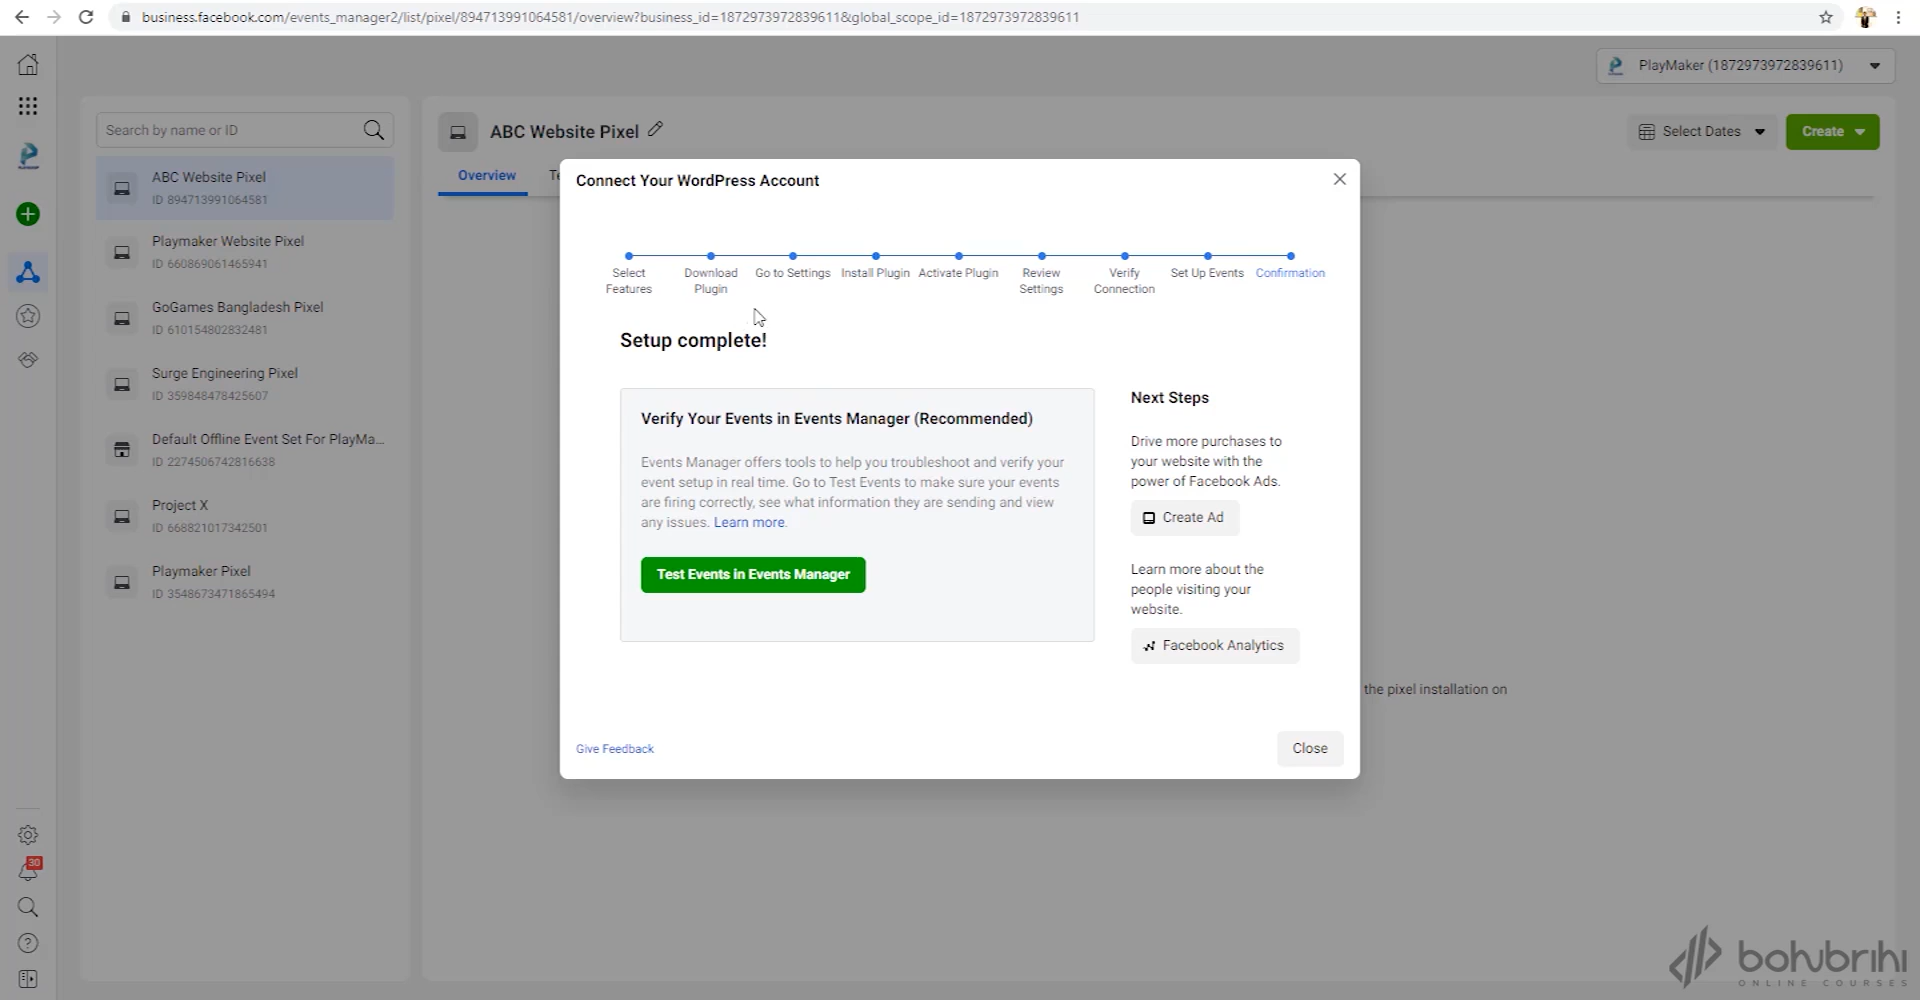 business.facebook.com/events_manager2/list/pixel/894713991064581/overview?business_id=1872973972839611&global_scope_id=1872973972839611
PlayMaker (1872973972839611)
Search by name or ID
ABC Website Pixel
Select Dates
Create
ABC Website Pixel
ID 894713991064581
Overview
Te
Playmaker Website Pixel
ID 660869061465941
GoGames Bangladesh Pixel
ID 610154802832481
Surge Engineering Pixel
ID 359848478425607
Default Offline Event Set For PlayMa...
ID 2274506742816638
Project X
ID 668821017342501
Playmaker Pixel
ID 3548673471865494
30
Connect Your WordPress Account
Select
Features
Download
Plugin
Go to Settings
Install Plugin
Activate Plugin
Review
Settings
Verify
Connection
Set Up Events
Confirmation
Setup complete!
Verify Your Events in Events Manager (Recommended)
Events Manager offers tools to help you troubleshoot and verify your
event setup in real time. Go to Test Events to make sure your events
are firing correctly, see what information they are sending and view
any issues. Learn more.
Test Events in Events Manager
Next Steps
Drive more purchases to
your website with the
power of Facebook Ads.
Create Ad
Learn more about the
people visiting your
website.
Facebook Analytics
the pixel installation on
Give Feedback
Close
bohubrihi
ONLINE COURSES